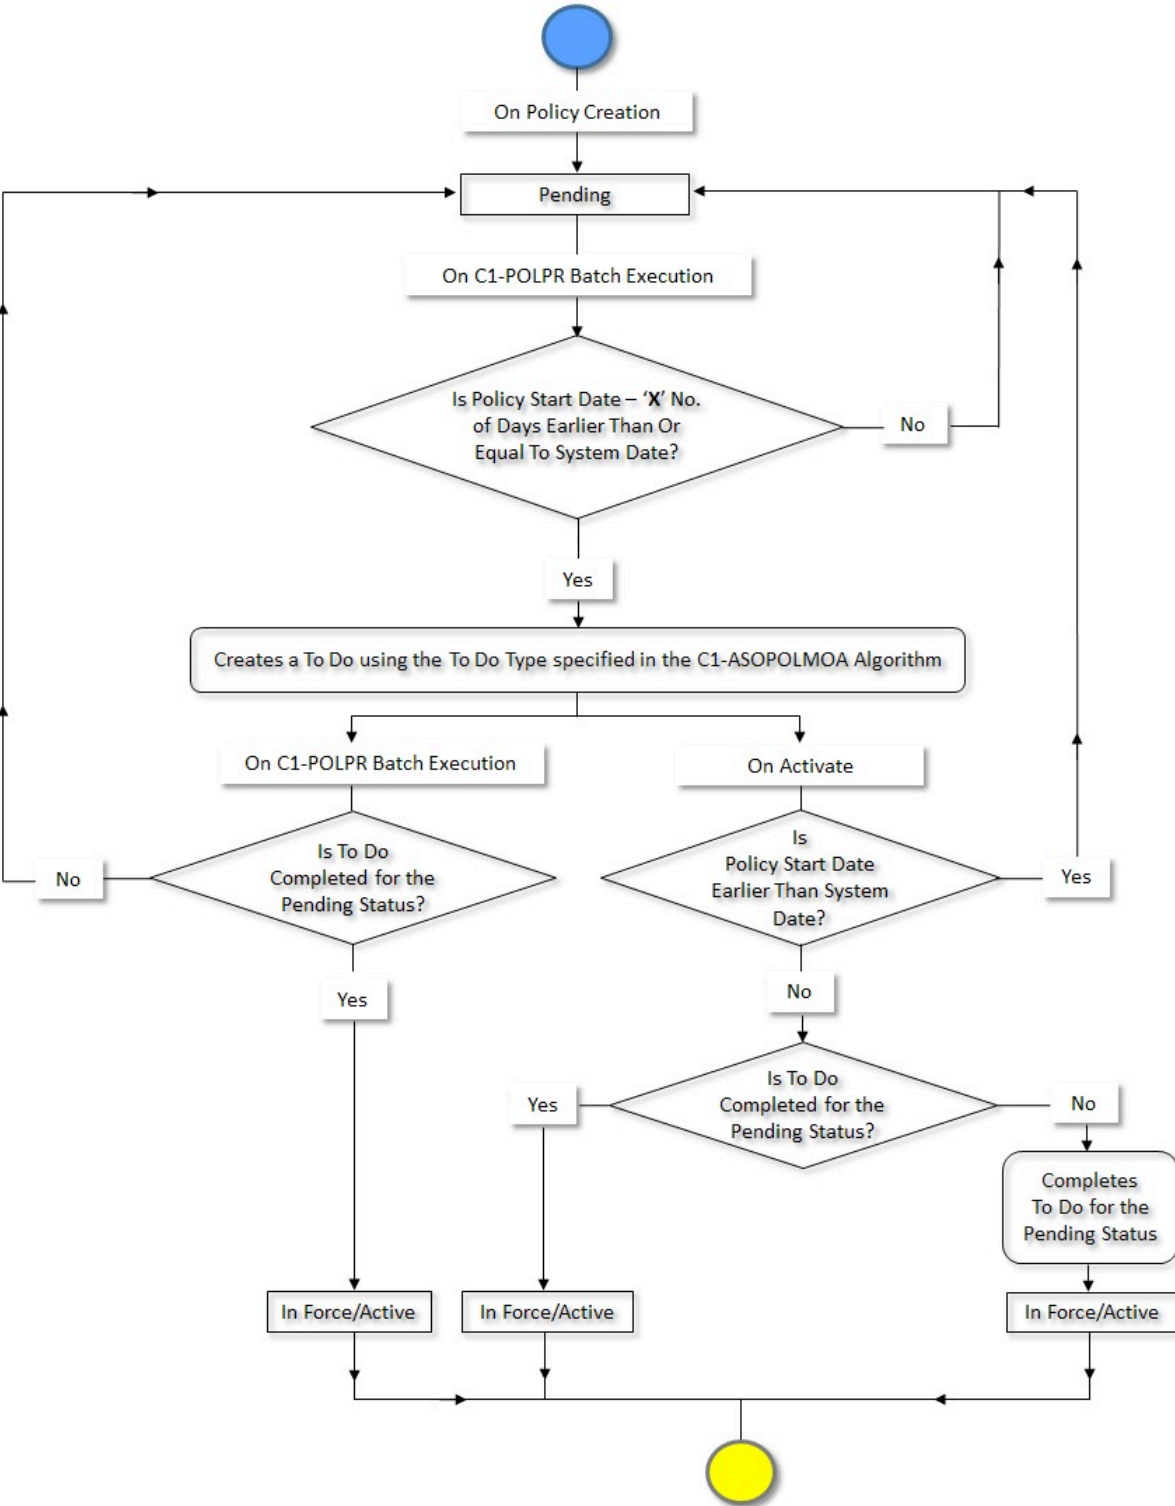 On Policy Creation
Pending
On C1-POLPR Batch Execution
Is Policy Start Date – ‘X’ No.
of Days Earlier Than Or
Equal To System Date?
No
Yes
Creates a To Do using the To Do Type specified in the C1-ASOPOLMOA Algorithm
On C1-POLPR Batch Execution
On Activate
Is To Do
Completed for the
Pending Status?
No
Is
Policy Start Date
Earlier Than System
Date?
Yes
Yes
No
Is To Do
Completed for the
Pending Status?
Yes
No
Completes
To Do for the
Pending Status
In Force/Active
In Force/Active
In Force/Active